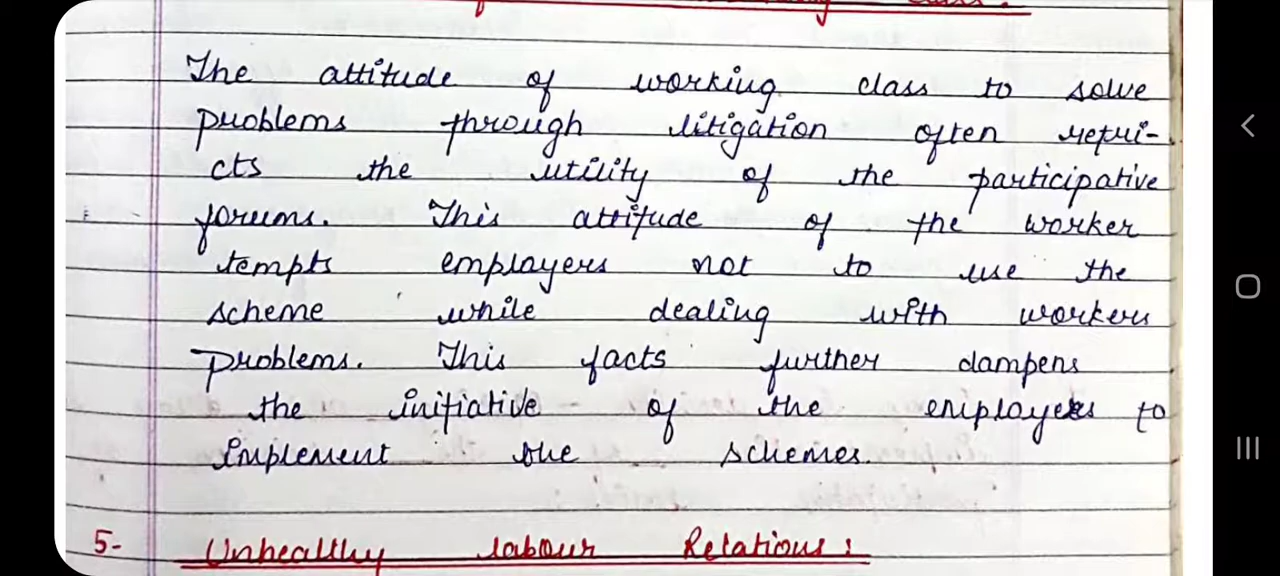 The attitude of working class to solve
problems through litigation often retri-
cts the utility of the participative
forums. This attitude of the worker
tempts employers not to use the
scheme while dealing with workers
problems. This facts further dampens
the initiative of the employees to
implement the schemes.
5- Unhealthy labour Relations: